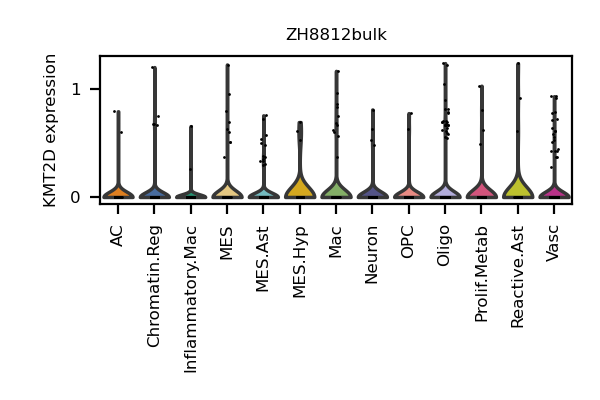 ZH8812bulk
KMT2D expression
1
0
AC
Chromatin.Reg
Inflammatory.Mac
MES
MES.Ast
MES.Hyp
Mac
Neuron
OPC
Oligo
Prolif.Metab
Reactive.Ast
Vasc